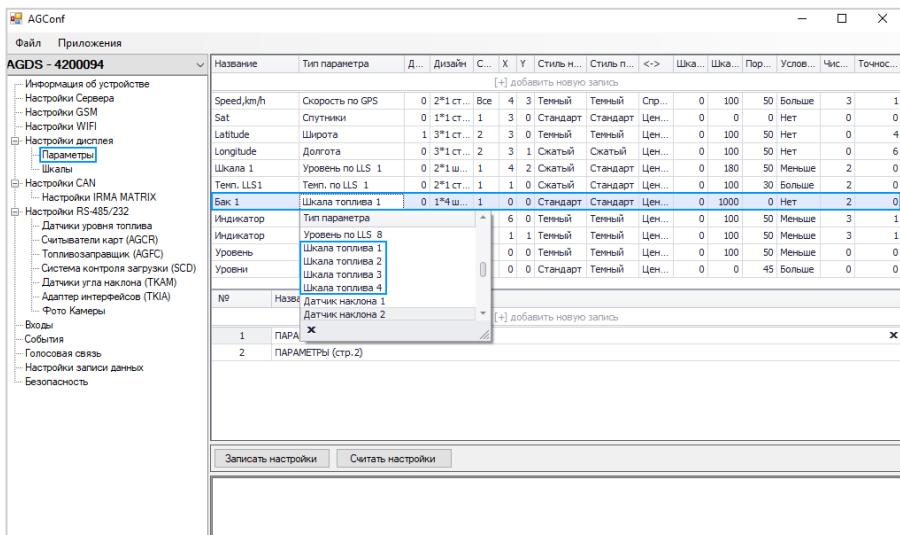 AGConf
Файл Приложения
AGDS - 4200094
Информация об устройстве
Настройки Сервера
Настройки GSM
Настройки WIFI
Настройки дисплея
Параметры
Шкалы
Настройки CAN
Настройки IRMA MATRIX
Настройки RS-485/232
Датчики уровня топлива
Считыватели карт (AGCR)
Топливозаправщик (AGFC)
Система контроля загрузки (SCD)
Датчики угла наклона (TKAM)
Адаптер интерфейсов (TKIA)
Фото Камеры
Входы
События
Голосовая связь
Настройки записи данных
Безопасность
Название Тип параметра Д... Дизайн С... X Y Стиль н... Стиль п... <-> Шка... Шка... Пор... Услов... Чис... Точнос...
[+] добавить новую запись
Speed,km/h Скорость по GPS 0 2*1 ст... Все 4 3 Темный Темный Спр... 0 100 50 Больше 3 1
Sat Спутники 0 1*1 ст... 1 3 0 Стандарт Стандарт Цен... 0 100 0 Нет 2 0
Latitude Широта 1 3*1 ст... 2 3 0 Темный Темный Цен... 0 100 50 Нет 0 4
Longitude Долгота 0 3*1 ст... 2 3 1 Сжатый Сжатый Цен... 0 100 50 Нет 0 6
Шкала 1 Уровень по LLS 1 0 2*1 ш... 1 4 2 Сжатый Стандарт Цен... 0 180 50 Меньше 2 0
Темп. LLS1 Темп. по LLS 1 0 2*1 ст... 1 1 0 Сжатый Стандарт Цен... 0 100 30 Больше 2 0
Бак 1 Шкала топлива 1 0 1*4 ш... 1 0 0 Стандарт Стандарт Цен... 0 1000 0 Нет 2 0
Индикатор Тип параметра 6 0 Темный Темный Цен... 0 100 50 Меньше 3 1
Индикатор Уровень по LLS 8 1 1 Темный Темный Цен... 0 100 50 Меньше 3 1
Шкала топлива 1
Уровень Шкала топлива 2 0 0 Темный Темный Цен... 0 100 50 Меньше 0 0
Уровни Шкала топлива 3 0 0 Стандарт Темный Цен... 0 0 45 Больше 0 0
Шкала топлива 4
№ Назва Датчик наклона 1
Датчик наклона 2 [+] добавить новую запись
1 ПАРА
2 ПАРАМЕТРЫ (стр.2)
Записать настройки Считать настройки